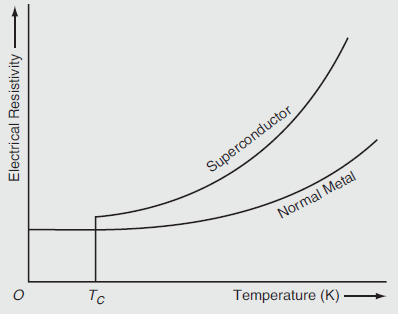 Electrical Resistivity
Superconductor
Normal Metal
O
T_C
Temperature (K)